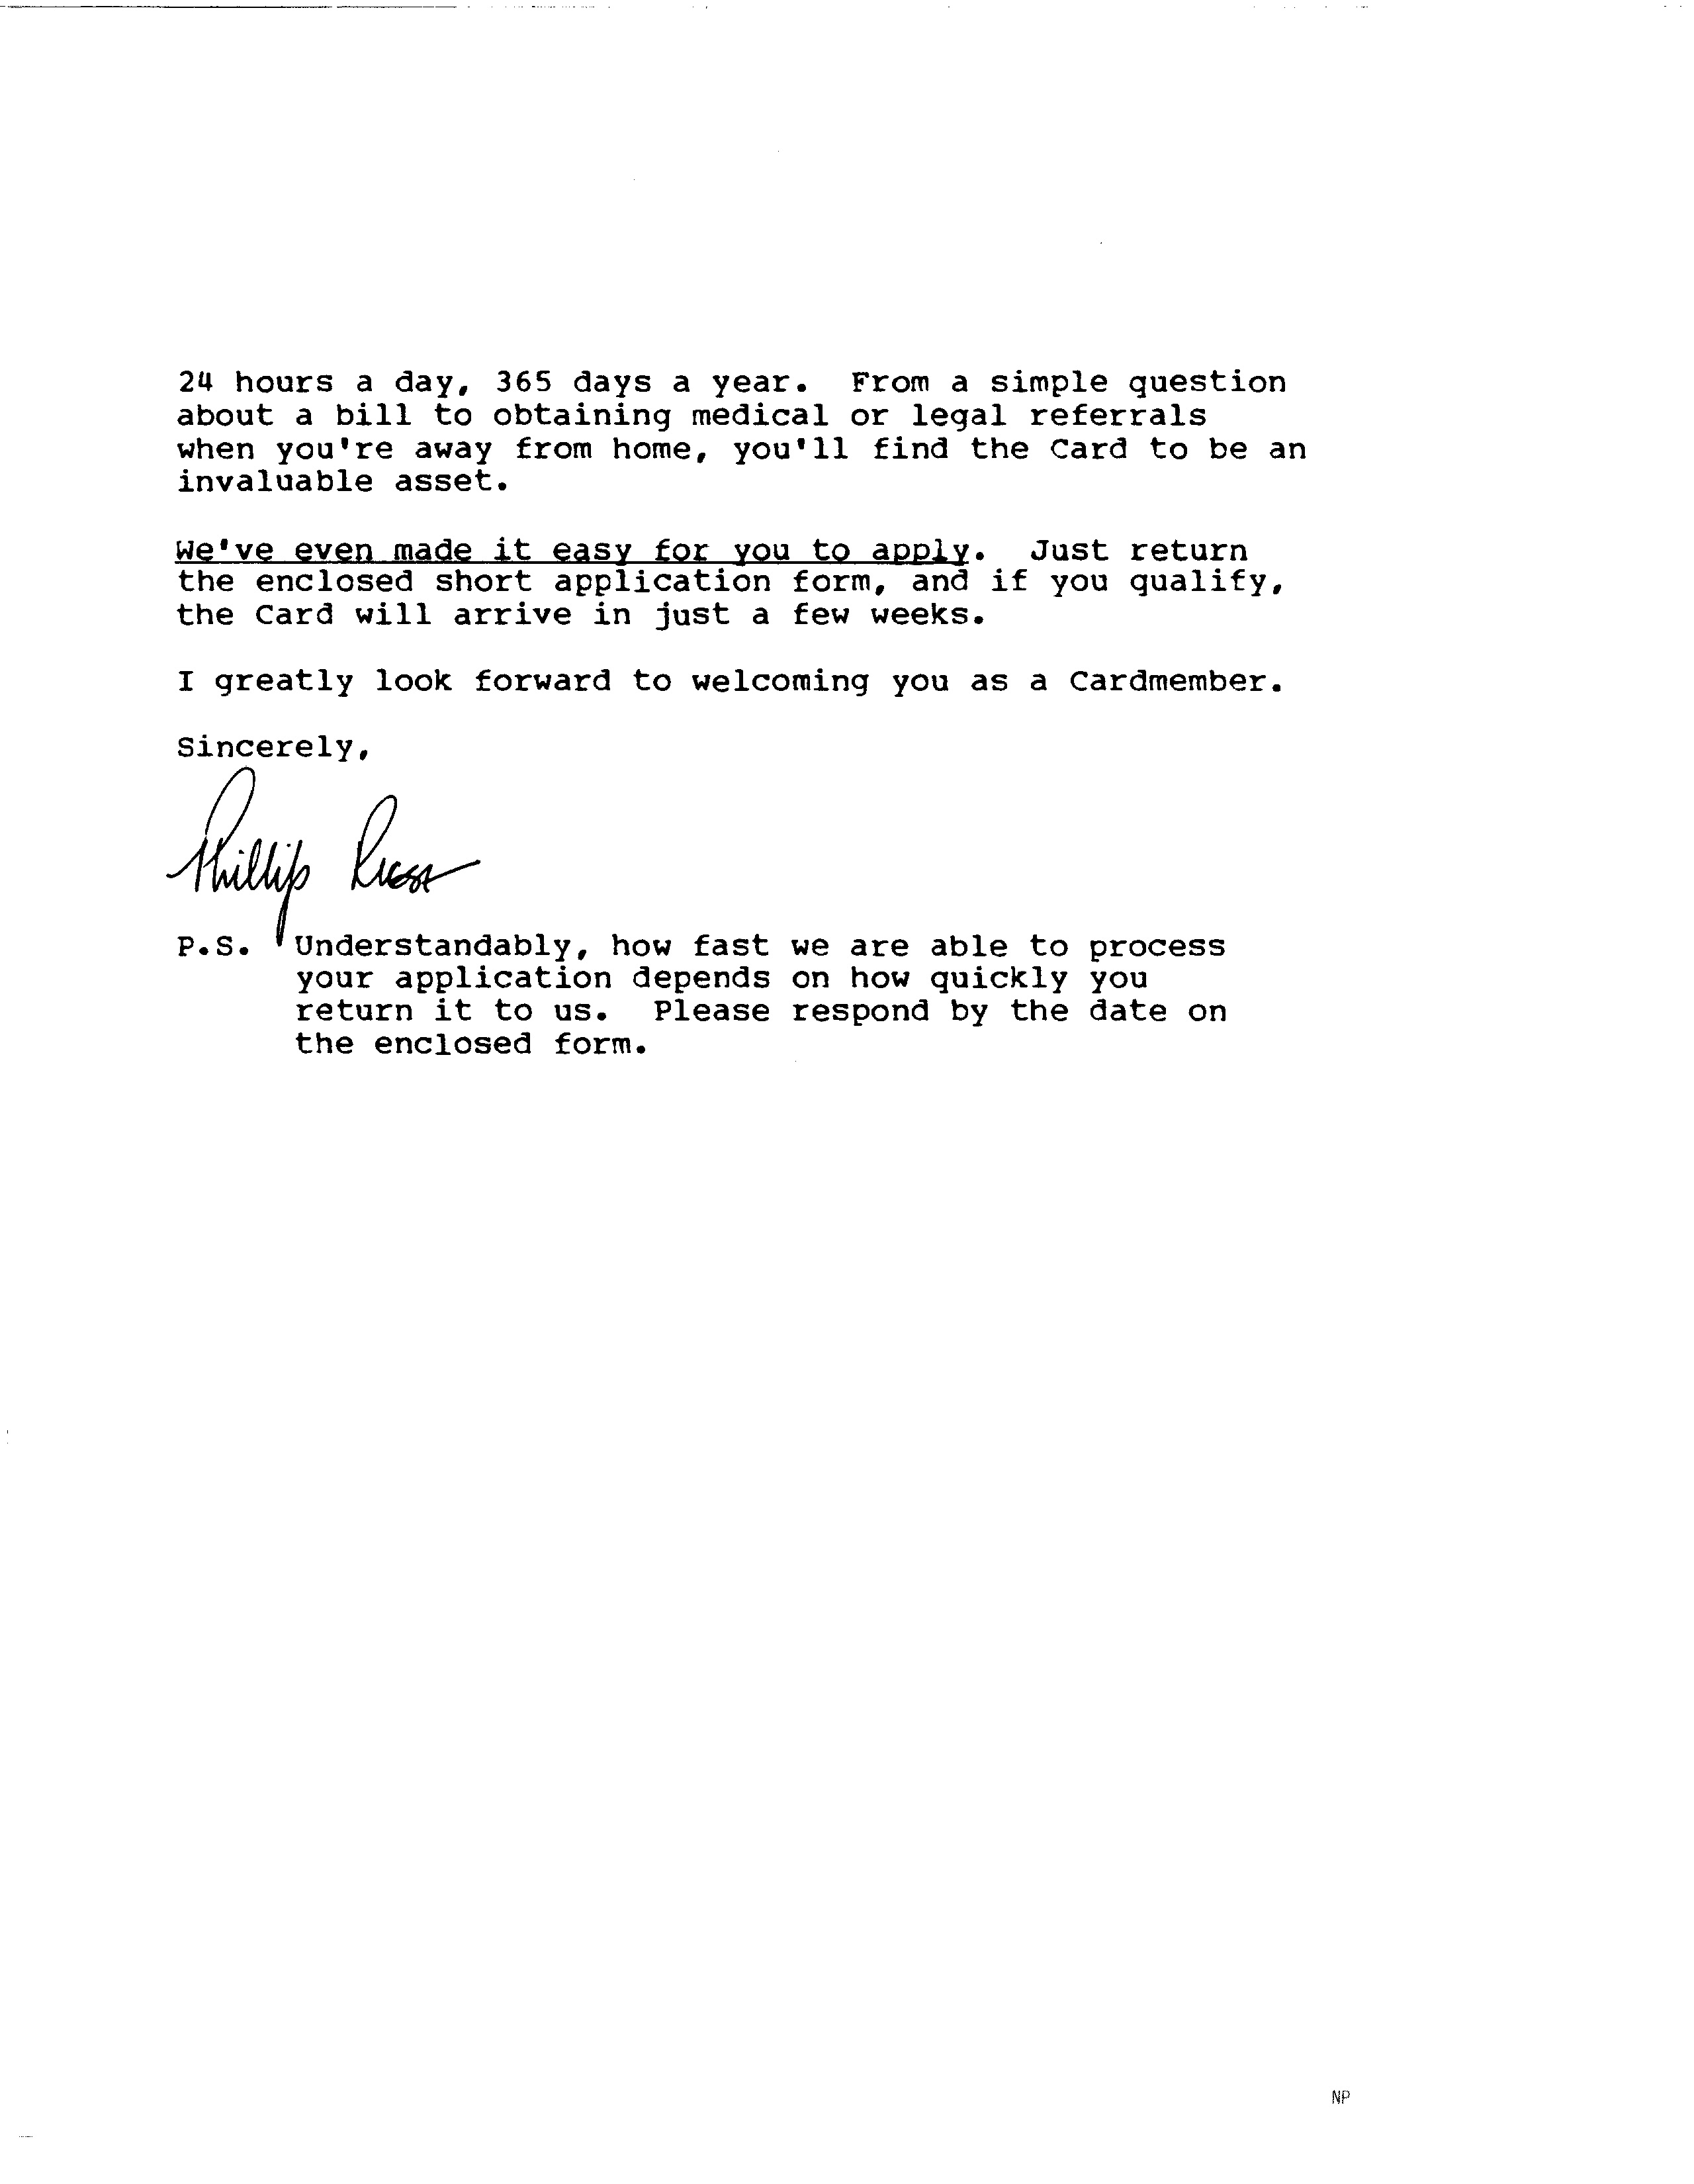 24 hours a day, 365 days a year. From a simple question
about a bill to obtaining medical or legal referrals
when you're away from home, you'll find the Card to be an
invaluable asset.
We've even made it easy for you to apply. Just return
the enclosed short application form, and if you qualify,
the Card will arrive in just a few weeks.
I greatly look forward to welcoming you as a Cardmember.
Sincerely,
Phillip Riese
P.S. Understandably, how fast we are able to process
your application depends on how quickly you
return it to us. Please respond by the date on
the enclosed form.
NP